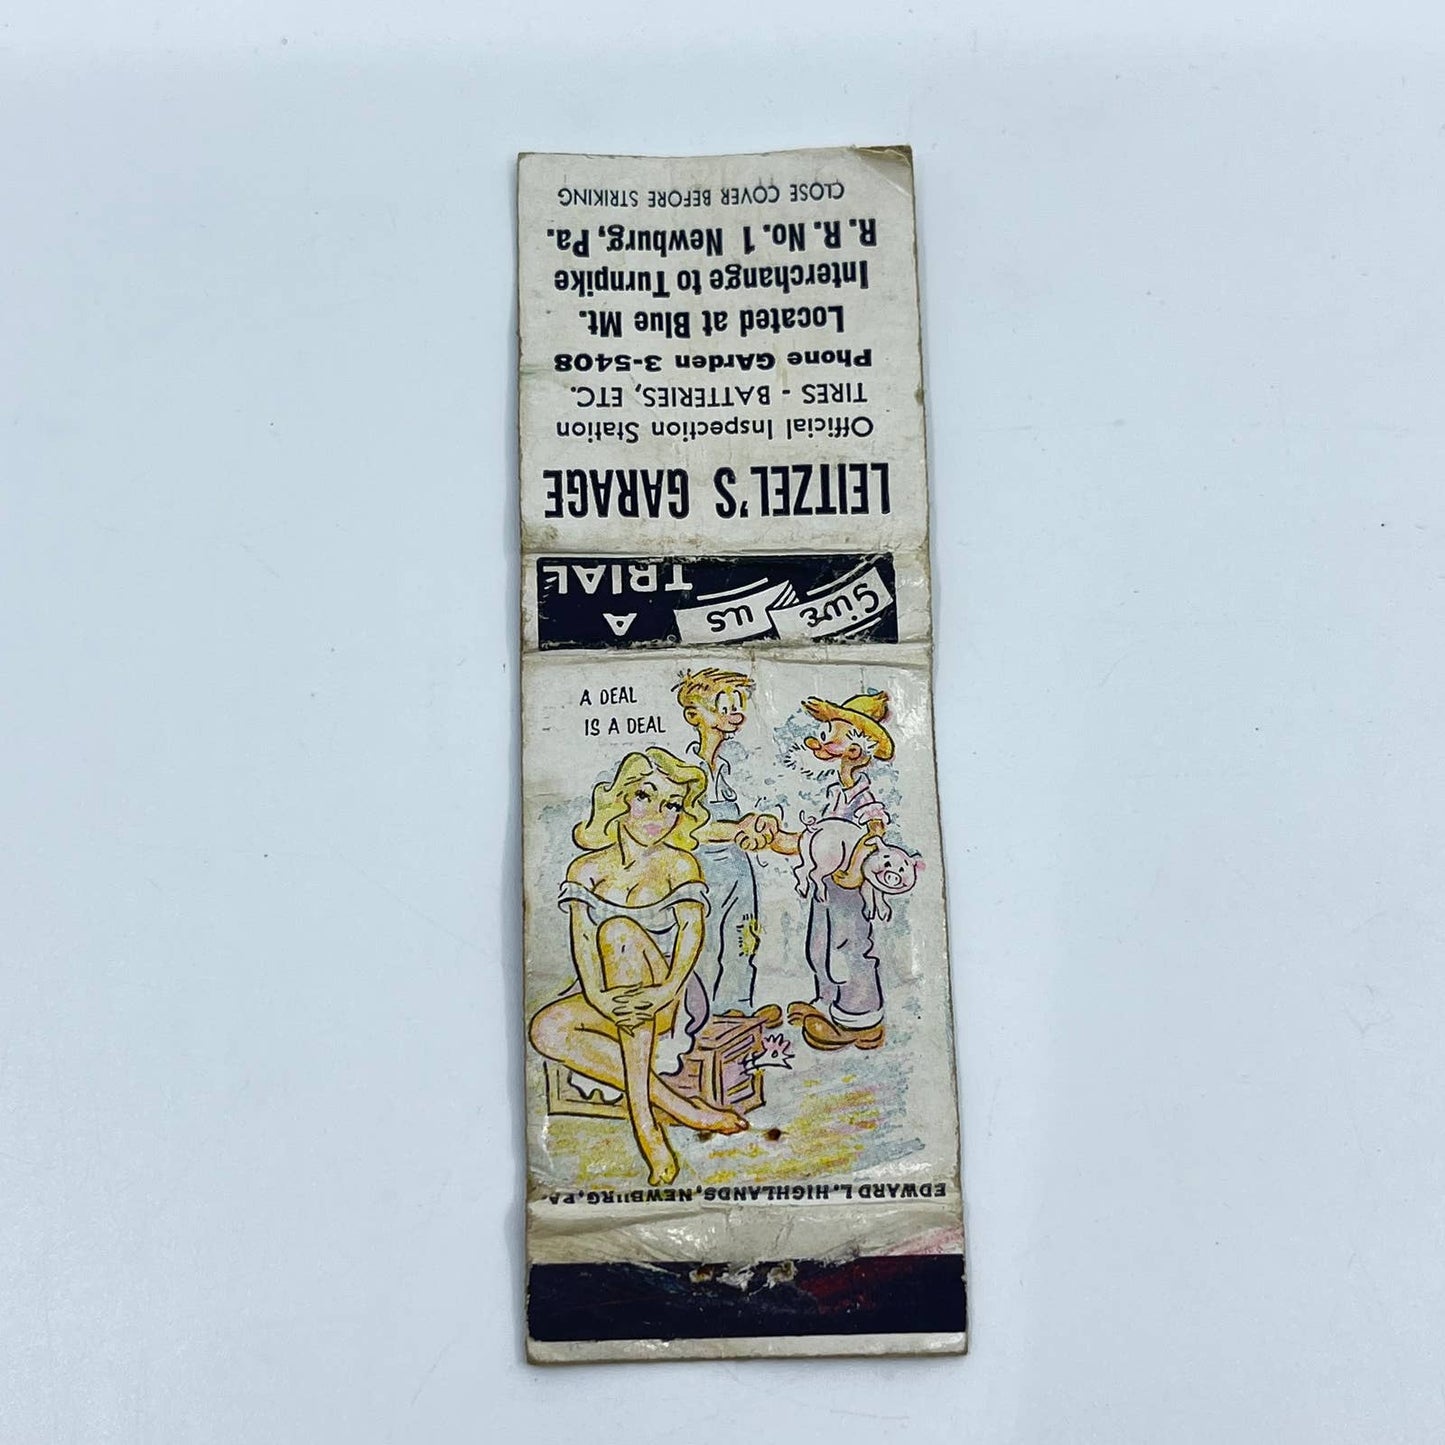 LEITZEL'S GARAGE
Official Inspection Station
TIRES - BATTERIES, ETC.
Phone GArden 3-5408
Located at Blue Mt.
Interchange to Turnpike
R. R. No. 1 Newburg, Pa.
CLOSE COVER BEFORE STRIKING
Give us A TRIAL
A DEAL
IS A DEAL
EDWARD L. HIGHLANDS, NEWBURG, PA.